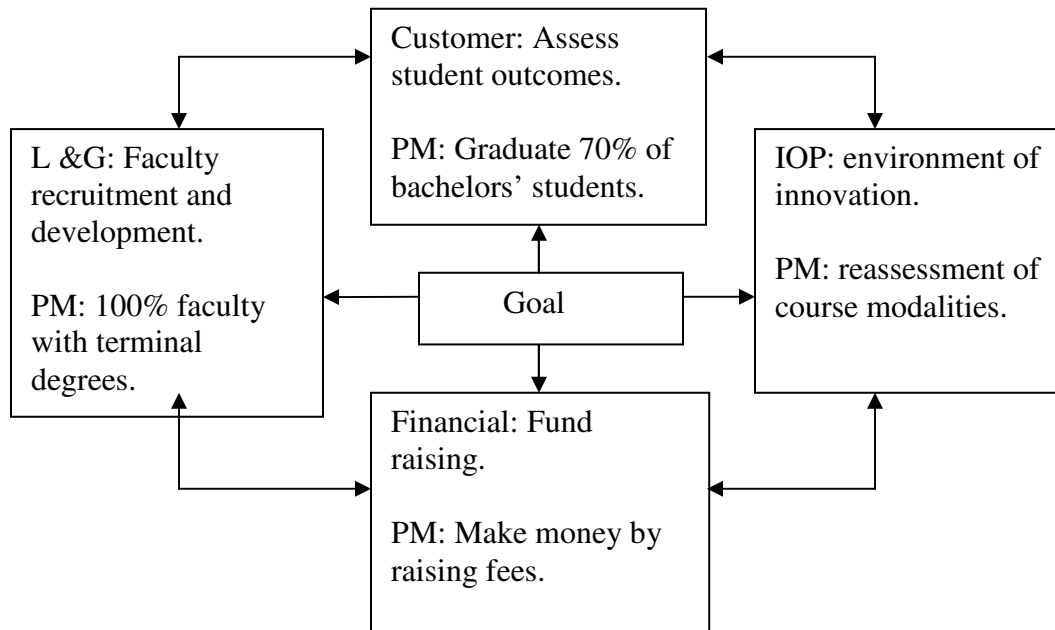 Customer: Assess
student outcomes.
PM: Graduate 70% of
bachelors’ students.
L &G: Faculty
recruitment and
development.
PM: 100% faculty
with terminal
degrees.
IOP: environment of
innovation.
PM: reassessment of
course modalities.
Goal
Financial: Fund
raising.
PM: Make money by
raising fees.